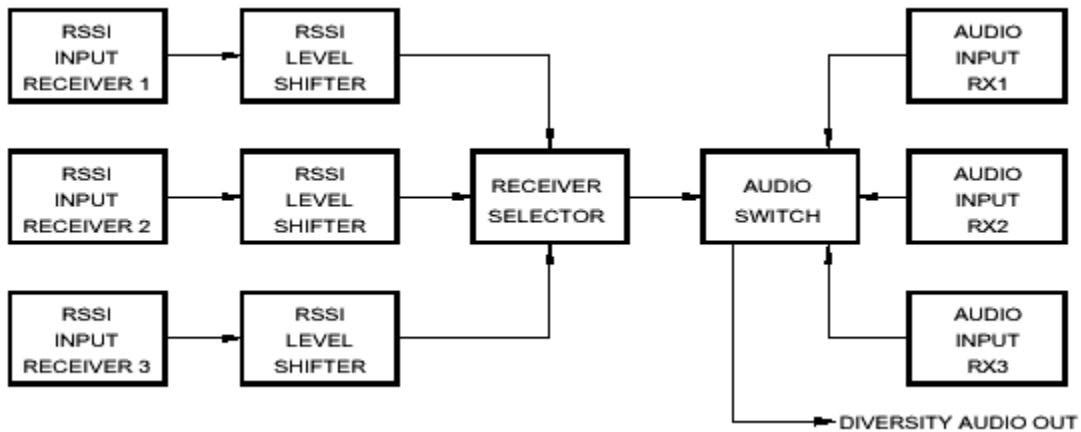 RSSI
INPUT
RECEIVER 1
RSSI
LEVEL
SHIFTER
AUDIO
INPUT
RX1
RSSI
INPUT
RECEIVER 2
RSSI
LEVEL
SHIFTER
RECEIVER
SELECTOR
AUDIO
SWITCH
AUDIO
INPUT
RX2
RSSI
INPUT
RECEIVER 3
RSSI
LEVEL
SHIFTER
AUDIO
INPUT
RX3
DIVERSITY AUDIO OUT